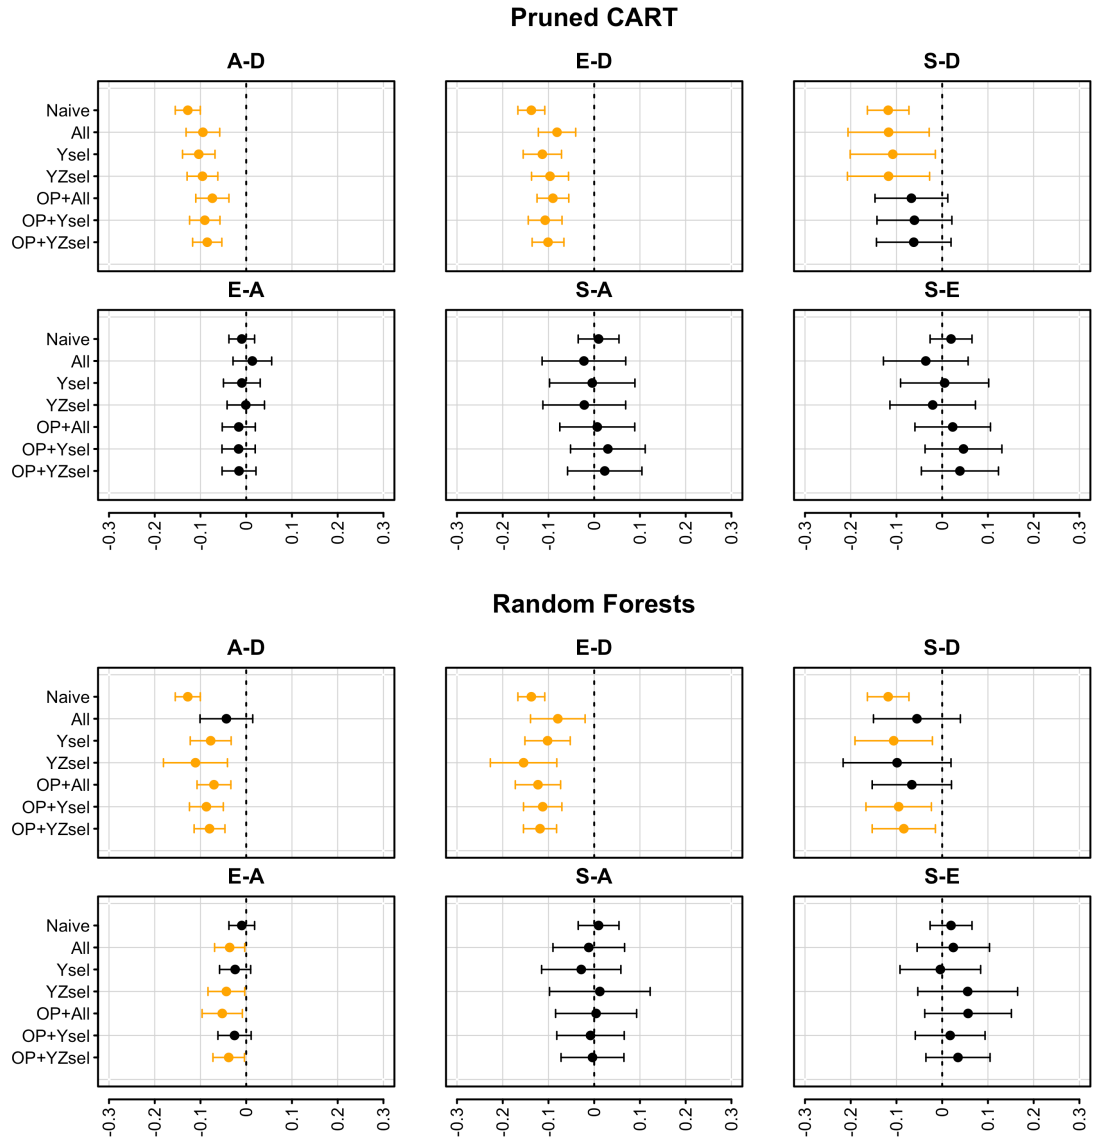 Pruned CART
A-D E-D S-D
Naive
All
Ysel
YZsel
OP+All
OP+Ysel
OP+YZsel
E-A S-A S-E
Naive
All
Ysel
YZsel
OP+All
OP+Ysel
OP+YZsel
-0.3 -0.2 -0.1 0 0.1 0.2 0.3 -0.3 -0.2 -0.1 0 0.1 0.2 0.3 -0.3 -0.2 -0.1 0 0.1 0.2 0.3
Random Forests
A-D E-D S-D
Naive
All
Ysel
YZsel
OP+All
OP+Ysel
OP+YZsel
E-A S-A S-E
Naive
All
Ysel
YZsel
OP+All
OP+Ysel
OP+YZsel
-0.3 -0.2 -0.1 0 0.1 0.2 0.3 -0.3 -0.2 -0.1 0 0.1 0.2 0.3 -0.3 -0.2 -0.1 0 0.1 0.2 0.3